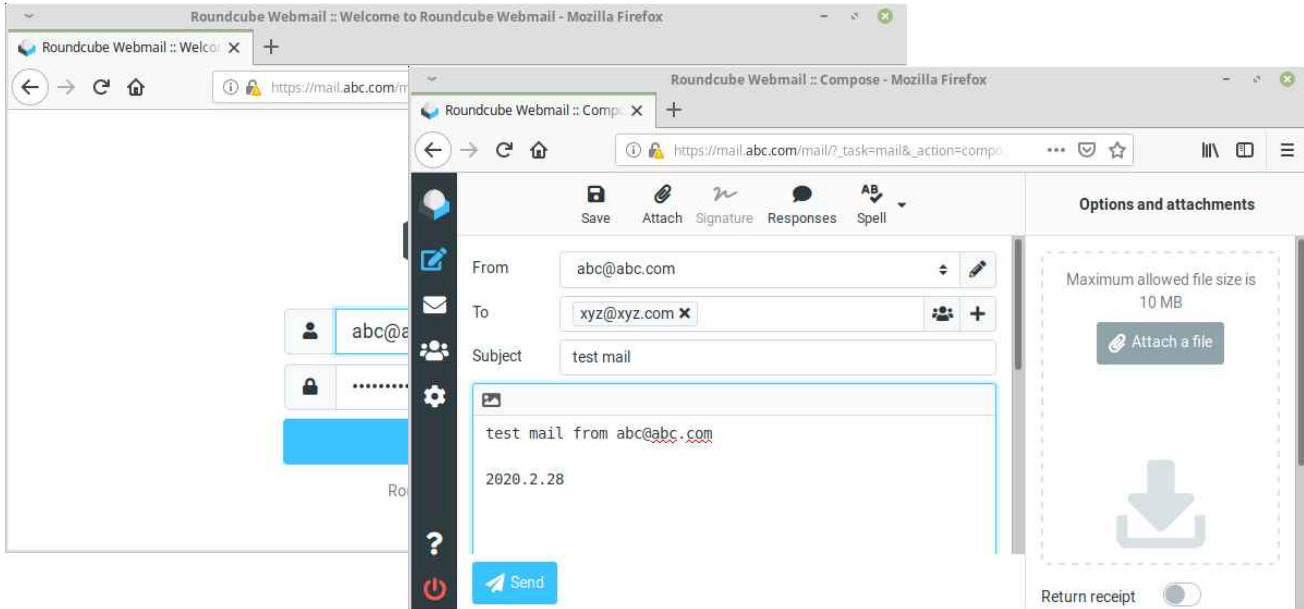 Roundcube Webmail :: Welcome to Roundcube Webmail - Mozilla Firefox
Roundcube Webmail :: Welcor
https://mail.abc.com/m
abc@a
Ro
Roundcube Webmail :: Compose - Mozilla Firefox
Roundcube Webmail :: Comp
https://mail.abc.com/mail/?_task=mail&_action=compo
Save Attach Signature Responses Spell
Options and attachments
From abc@abc.com
To xyz@xyz.com
Subject test mail
test mail from abc@abc.com
2020.2.28
Send
Maximum allowed file size is
10 MB
Attach a file
Return receipt